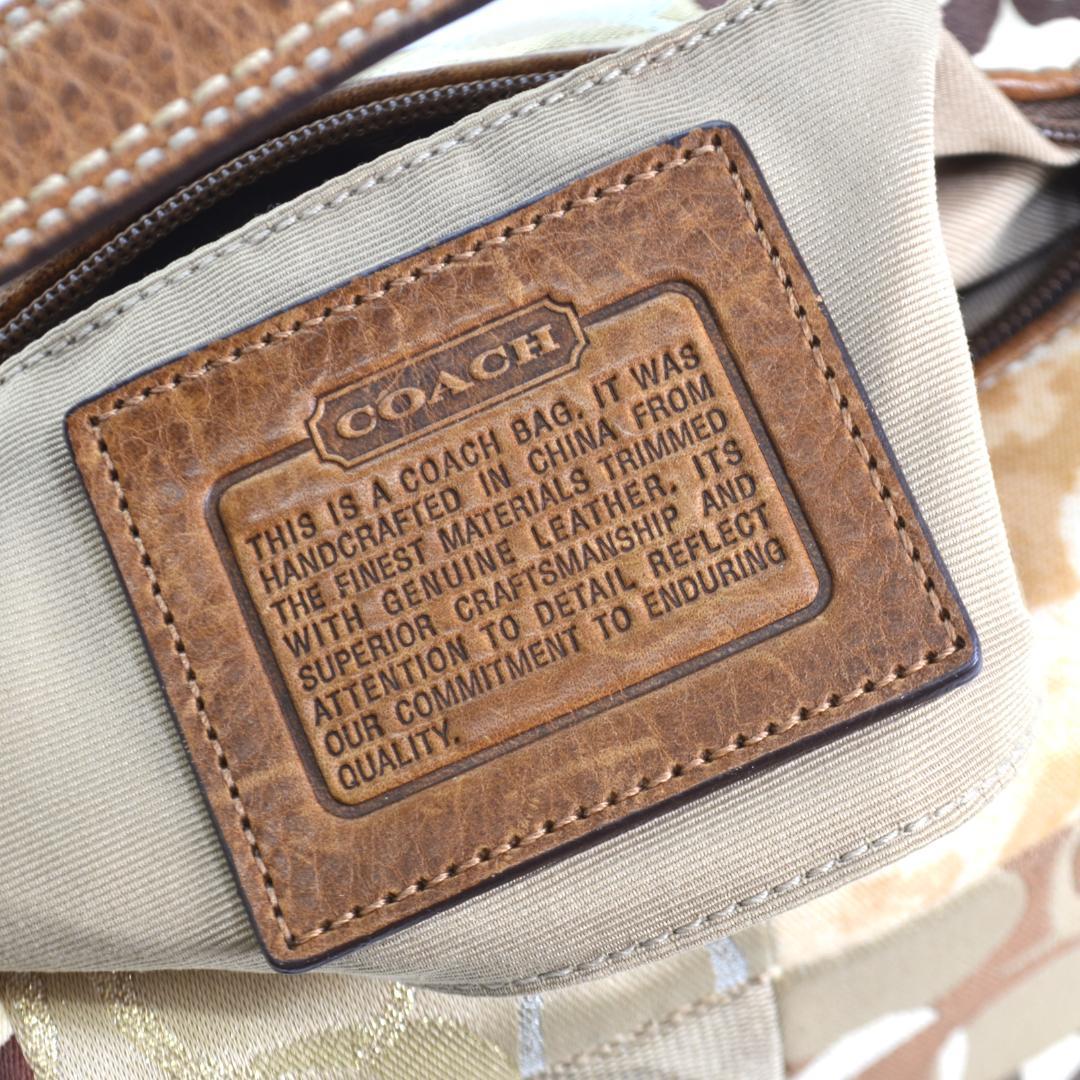 COACH
THIS IS A COACH BAG. IT WAS
HANDCRAFTED IN CHINA FROM
THE FINEST MATERIALS TRIMMED
WITH GENUINE LEATHER. ITS
SUPERIOR CRAFTSMANSHIP AND
ATTENTION TO DETAIL REFLECT
OUR COMMITMENT TO ENDURING
QUALITY.